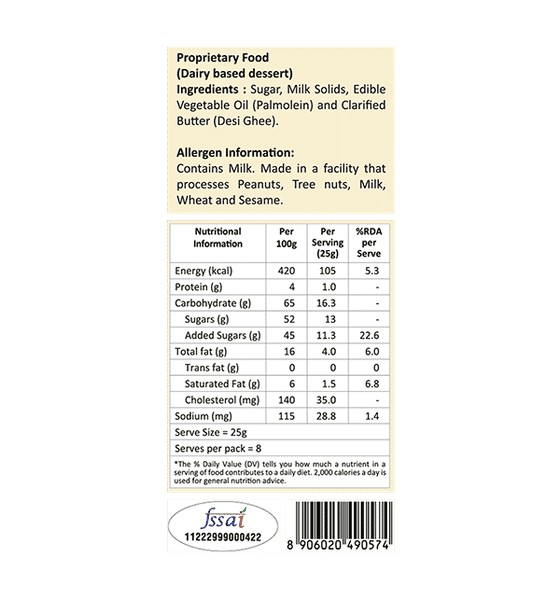 Proprietary Food
(Dairy based dessert)
Ingredients : Sugar, Milk Solids, Edible
Vegetable Oil (Palmolein) and Clarified
Butter (Desi Ghee).
Allergen Information:
Contains Milk. Made in a facility that
processes Peanuts, Tree nuts, Milk,
Wheat and Sesame.
Nutritional Information Per 100g Per Serving (25g) %RDA per Serve
Energy (kcal) 420 105 5.3
Protein (g) 4 1.0 -
Carbohydrate (g) 65 16.3 -
Sugars (g) 52 13 -
Added Sugars (g) 45 11.3 22.6
Total fat (g) 16 4.0 6.0
Trans fat (g) 0 0 0
Saturated Fat (g) 6 1.5 6.8
Cholesterol (mg) 140 35.0 -
Sodium (mg) 115 28.8 1.4
Serve Size = 25g
Serves per pack = 8
*The % Daily Value (DV) tells you how much a nutrient in a
serving of food contributes to a daily diet. 2,000 calories a day is
used for general nutrition advice.
fssai
11222999000422
8 906020 490574